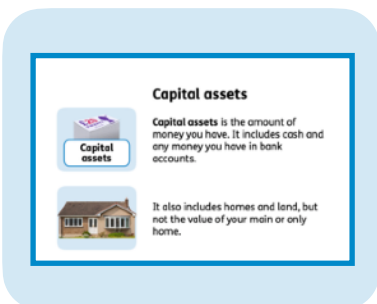 Capital assets
Capital assets is the amount of
money you have. It includes cash and
any money you have in bank
accounts.
Capital
assets
It also includes homes and land, but
not the value of your main or only
home.